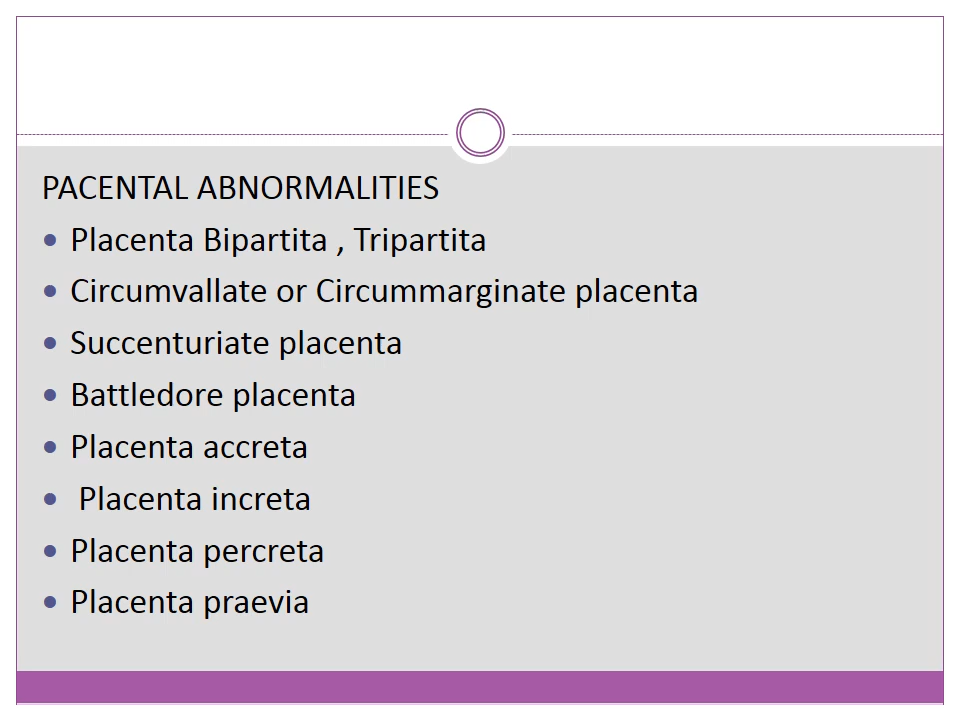 PACENTAL ABNORMALITIES
• Placenta Bipartita , Tripartita
• Circumvallate or Circummarginate placenta
• Succenturiate placenta
• Battledore placenta
• Placenta accreta
• Placenta increta
• Placenta percreta
• Placenta praevia